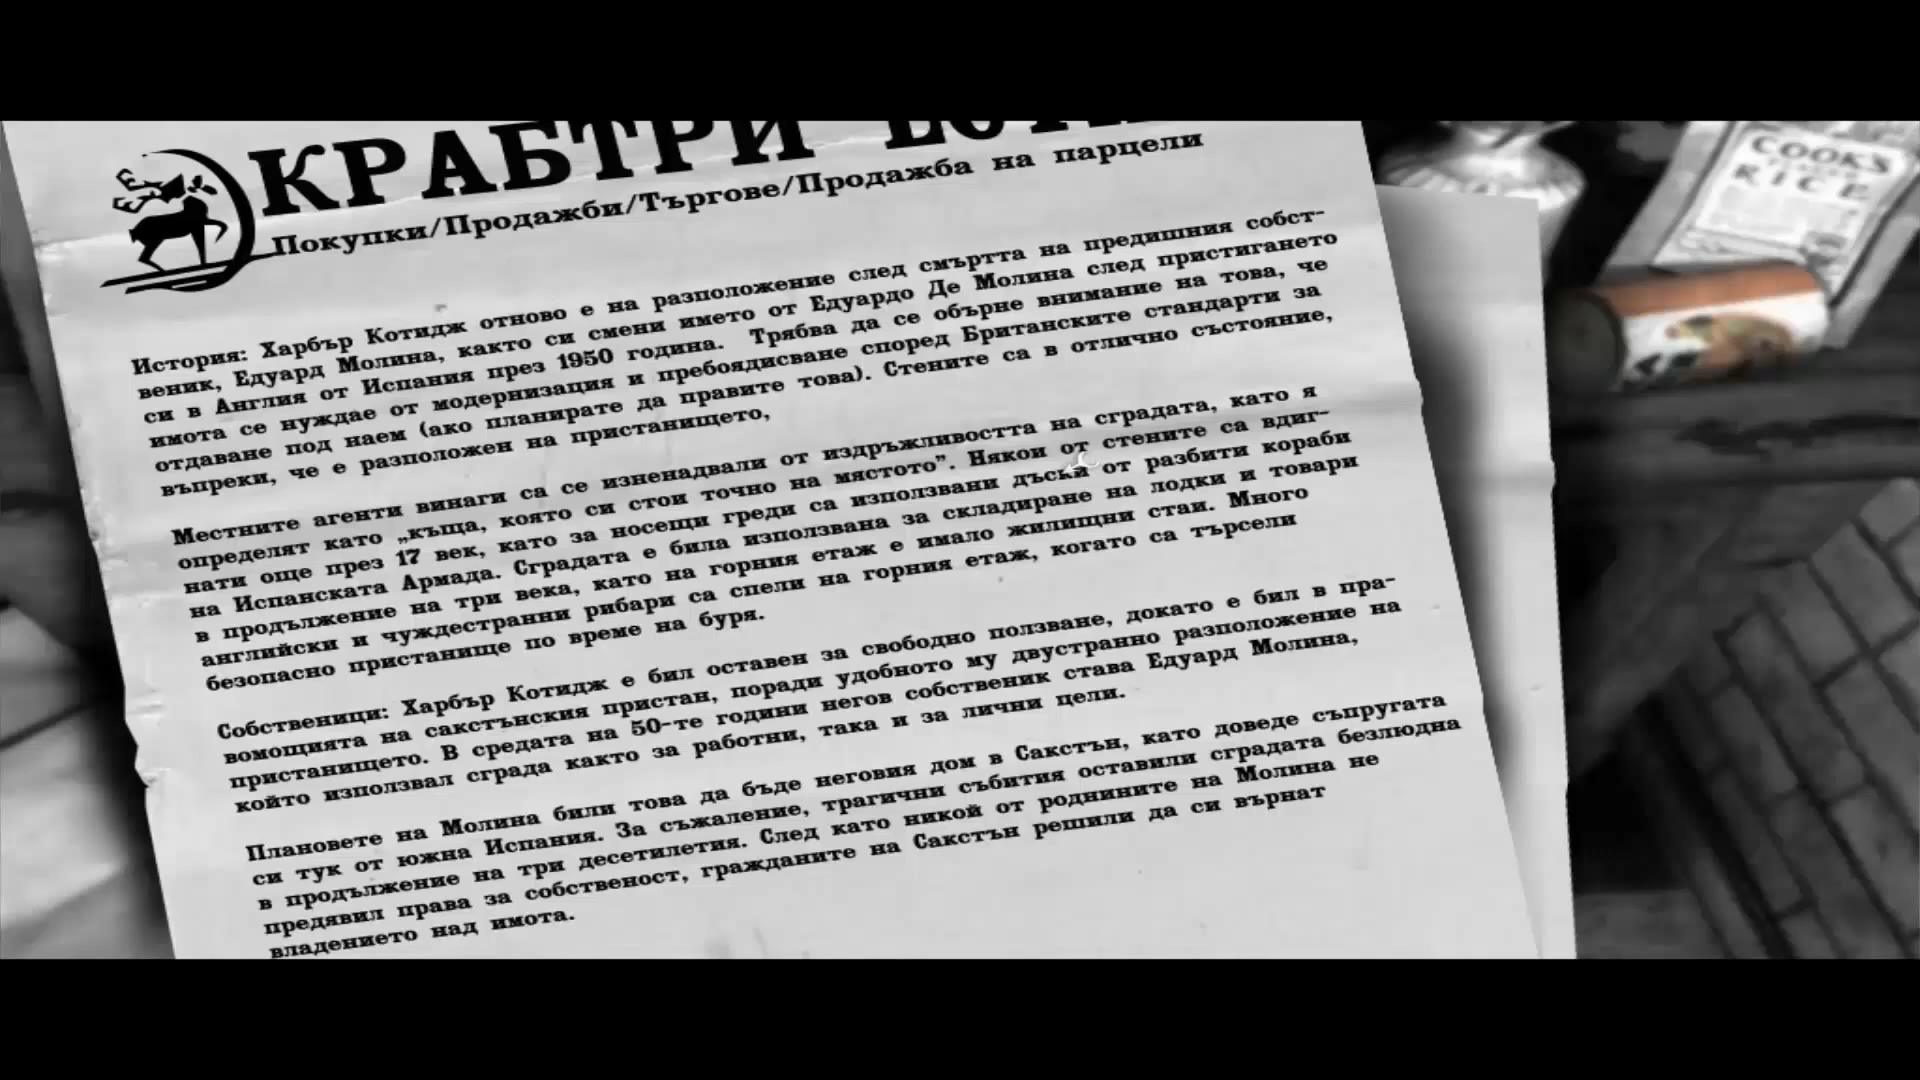 КРАБТРИ
Покупки/Продажби/Търгове/Продажба на парцели
История: Харбър Котидж отново е на разположение след смъртта на предишния собст-
веник, Едуард Молина, както си смени името от Едуардо Де Молина след пристигането
си в Англия от Испания през 1950 година. Трябва да се обърне внимание на това, че
имота се нуждае от модернизация и пребоядисване според Британските стандарти за
отдаване под наем (ако планирате да правите това). Стените са в отлично състояние,
въпреки, че е разположен на пристанището,
Местните агенти винаги са се изненадвали от издръжливостта на сградата, като я
определят като „къща, която си стои точно на мястото”. Някои от стените са вдиг-
нати още през 17 век, като за носещи греди са използвани дъски от разбити кораби
на Испанската Армада. Сградата е била използвана за складиране на лодки и товари
в продължение на три века, като на горния етаж е имало жилищни стаи. Много
английски и чуждестранни рибари са спели на горния етаж, когато са търсели
безопасно пристанище по време на буря.
Собственици: Харбър Котидж е бил оставен за свободно ползване, докато е бил в пра-
вомощията на сакстънския пристан, поради удобното му двустранно разположение на
пристанището. В средата на 50-те години негов собственик става Едуард Молина,
който използвал сграда както за работни, така и за лични цели.
Плановете на Молина били това да бъде неговия дом в Сакстън, като доведе съпругата
си тук от южна Испания. За съжаление, трагични събития оставили сградата безлюдна
в продължение на три десетилетия. След като никой от роднините на Молина не
предявил права за собственост, гражданите на Сакстън решили да си върнат
владението над имота.
COOKS
RICE